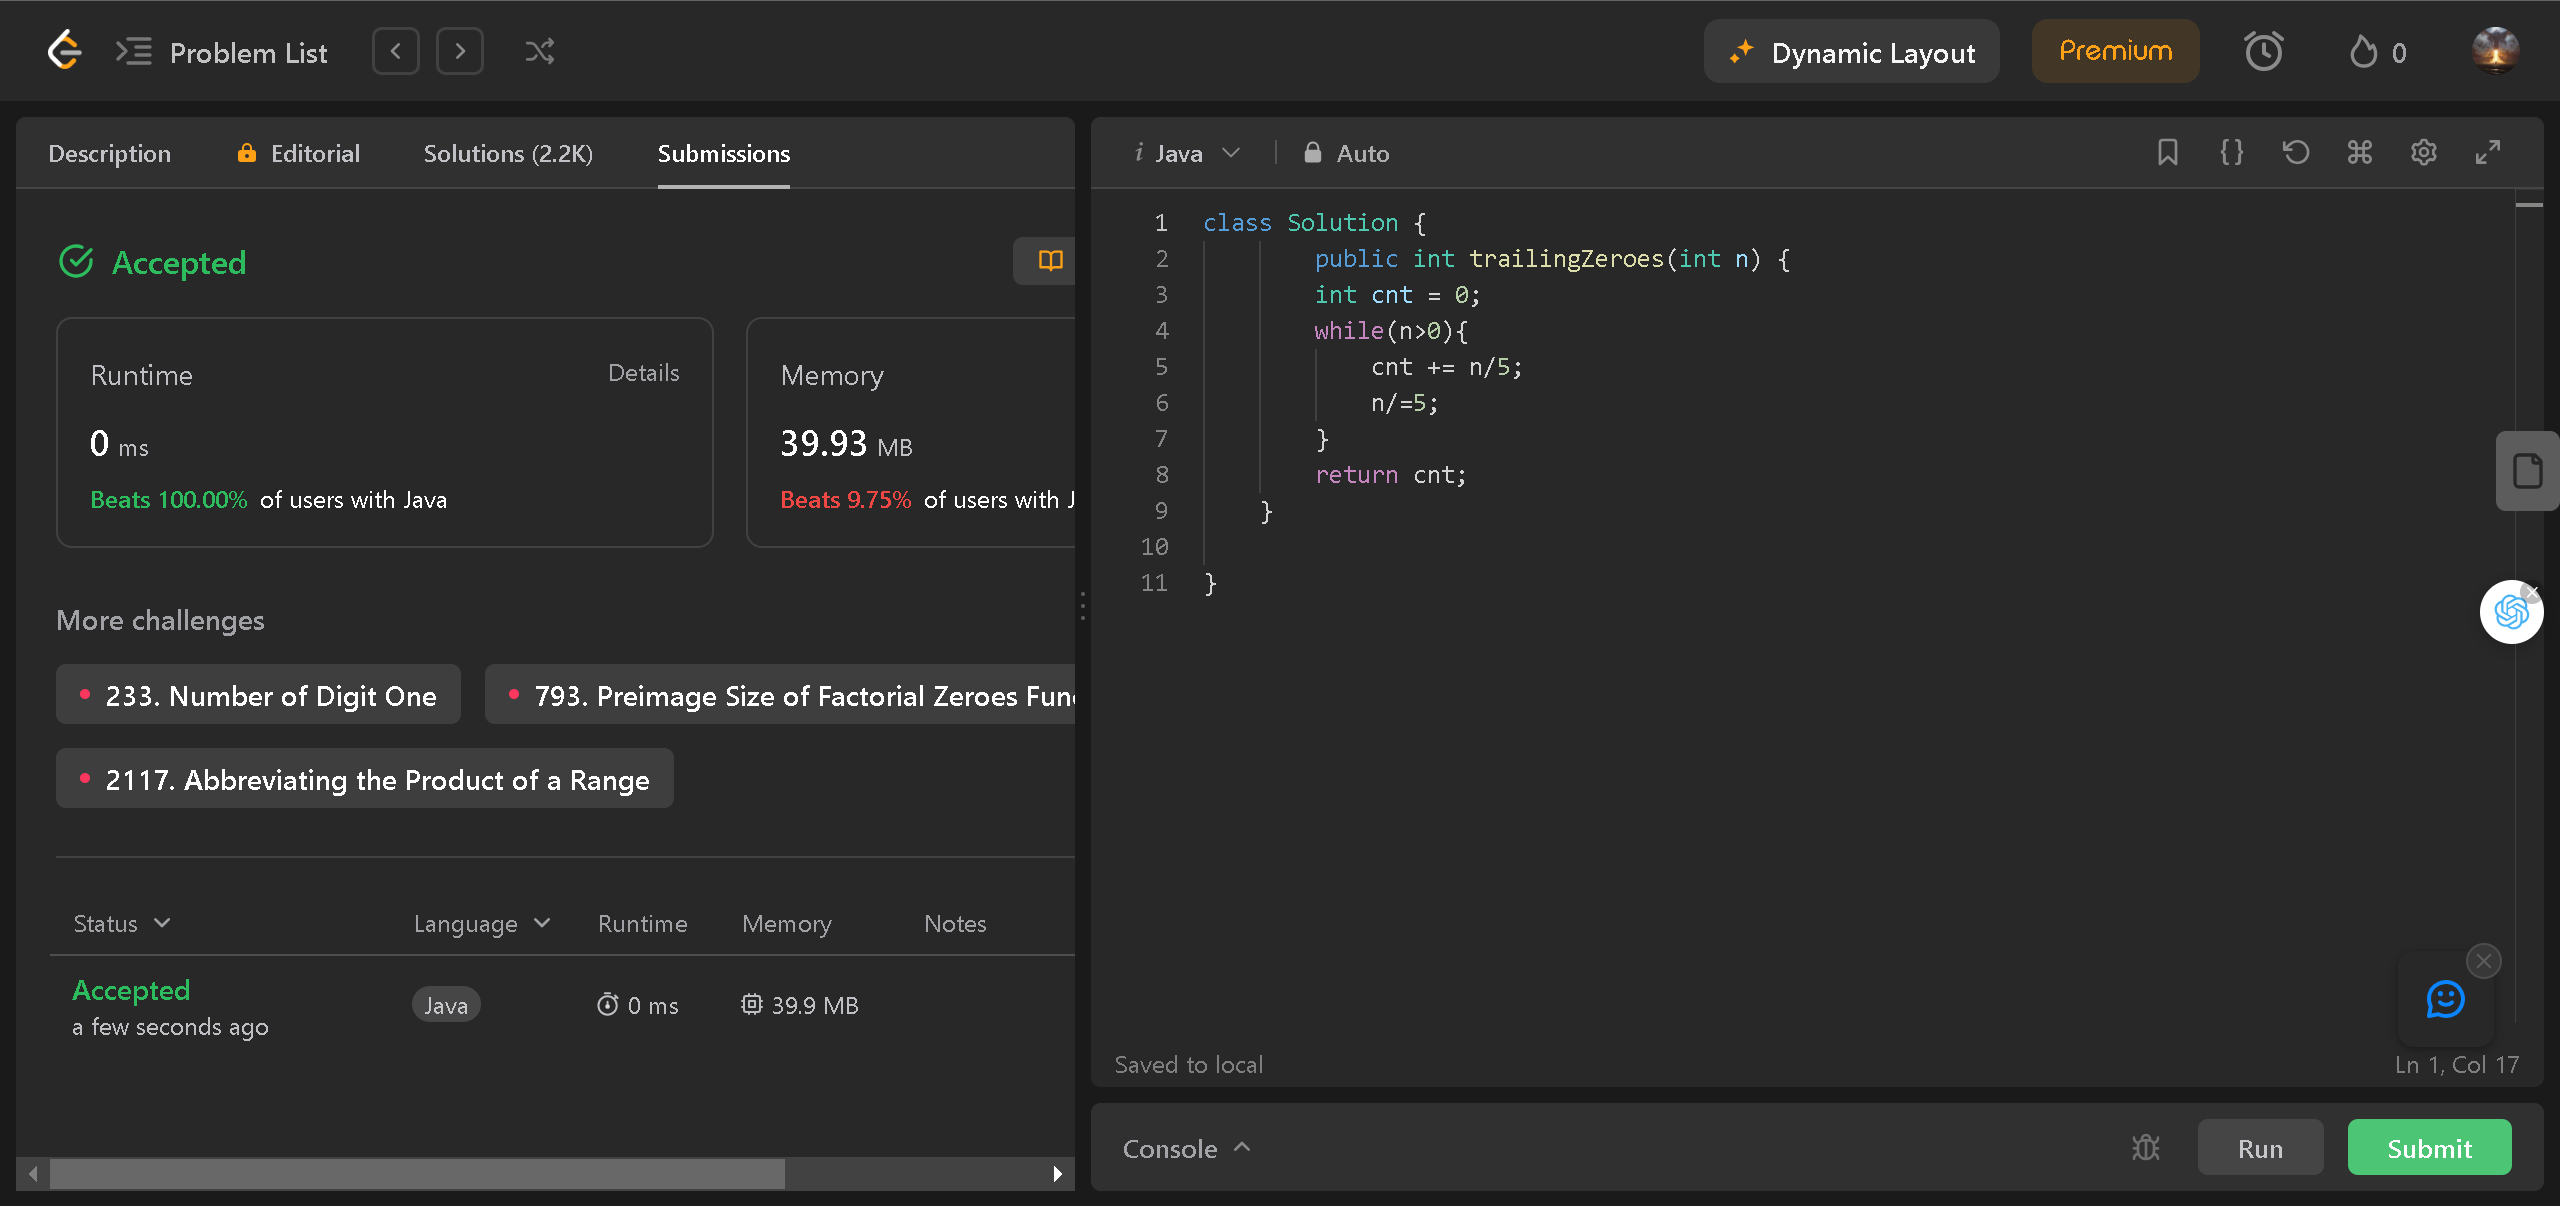 Problem List
Dynamic Layout
Premium
0
Description
Editorial
Solutions (2.2K)
Submissions
Accepted
Runtime
Details
0 ms
Beats 100.00% of users with Java
Memory
39.93 MB
Beats 9.75% of users with J
More challenges
233. Number of Digit One
793. Preimage Size of Factorial Zeroes Func
2117. Abbreviating the Product of a Range
Status
Language
Runtime
Memory
Notes
Accepted
a few seconds ago
Java
0 ms
39.9 MB
i Java
Auto
1 class Solution {
2 public int trailingZeroes(int n) {
3 int cnt = 0;
4 while(n>0){
5 cnt += n/5;
6 n/=5;
7 }
8 return cnt;
9 }
10
11 }
Saved to local
Ln 1, Col 17
Console
Run
Submit